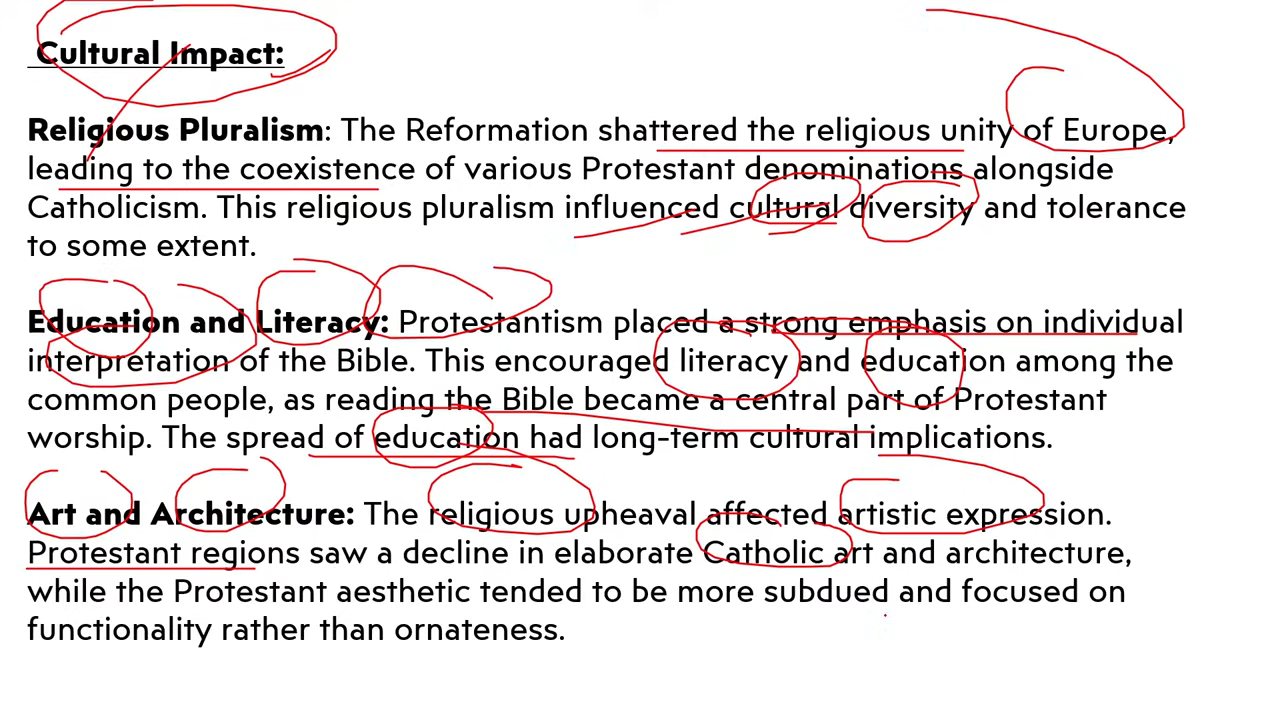 Cultural Impact:
Religious Pluralism: The Reformation shattered the religious unity of Europe,
leading to the coexistence of various Protestant denominations alongside
Catholicism. This religious pluralism influenced cultural diversity and tolerance
to some extent.
Education and Literacy: Protestantism placed a strong emphasis on individual
interpretation of the Bible. This encouraged literacy and education among the
common people, as reading the Bible became a central part of Protestant
worship. The spread of education had long-term cultural implications.
Art and Architecture: The religious upheaval affected artistic expression.
Protestant regions saw a decline in elaborate Catholic art and architecture,
while the Protestant aesthetic tended to be more subdued and focused on
functionality rather than ornateness.